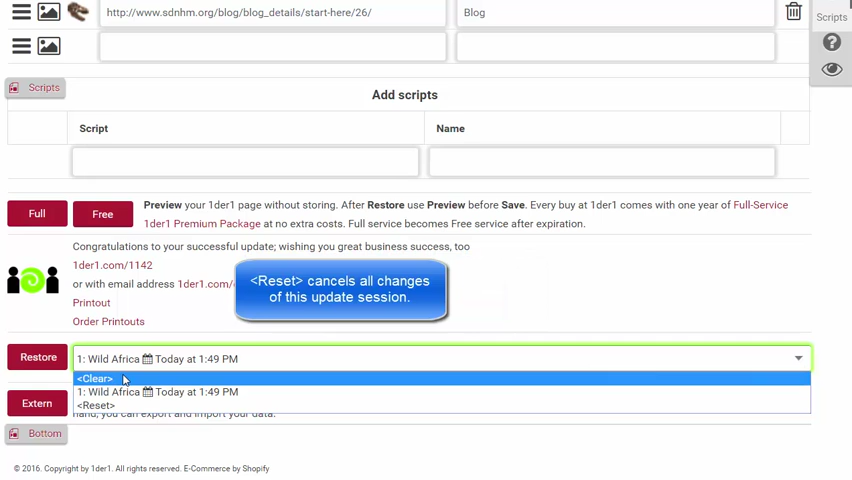 http://www.sdnhm.org/blog/blog_details/start-here/26/
Blog
Scripts
Scripts
Add scripts
Script
Name
Full
Free
Preview your 1der1 page without storing. After Restore use Preview before Save. Every buy at 1der1 comes with one year of Full-Service
1der1 Premium Package at no extra costs. Full service becomes Free service after expiration.
Congratulations to your successful update; wishing you great business success, too
1der1.com/1142
or with email address 1der1.com/
Printout
Order Printouts
<Reset> cancels all changes
of this update session.
Restore
1: Wild Africa Today at 1:49 PM
<Clear>
1: Wild Africa Today at 1:49 PM
<Reset>
Extern
hand, you can export and import your data.
Bottom
© 2016. Copyright by 1der1. All rights reserved. E-Commerce by Shopify